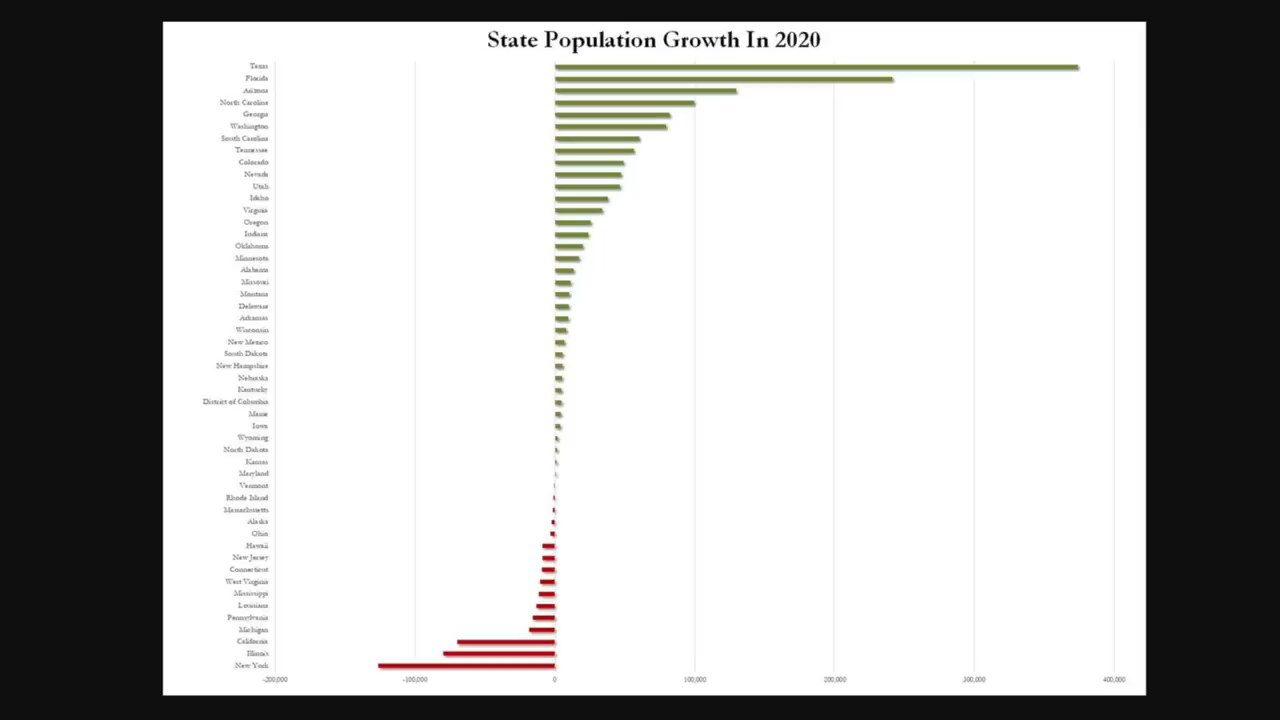 State Population Growth In 2020
Texas
Florida
Arizona
North Carolina
Georgia
Washington
South Carolina
Tennessee
Colorado
Nevada
Utah
Idaho
Virginia
Oregon
Indiana
Oklahoma
Minnesota
Alabama
Missouri
Montana
Delaware
Arkansas
Wisconsin
New Mexico
South Dakota
New Hampshire
Nebraska
Kentucky
District of Columbia
Maine
Iowa
Wyoming
North Dakota
Kansas
Maryland
Vermont
Rhode Island
Massachusetts
Alaska
Ohio
Hawaii
New Jersey
Connecticut
West Virginia
Mississippi
Louisiana
Pennsylvania
Michigan
California
Illinois
New York
-200,000 -100,000 0 100,000 200,000 300,000 400,000